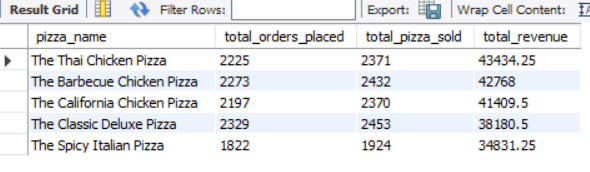 Result Grid Filter Rows: Export: Wrap Cell Content:
pizza_name total_orders_placed total_pizza_sold total_revenue
The Thai Chicken Pizza 2225 2371 43434.25
The Barbecue Chicken Pizza 2273 2432 42768
The California Chicken Pizza 2197 2370 41409.5
The Classic Deluxe Pizza 2329 2453 38180.5
The Spicy Italian Pizza 1822 1924 34831.25